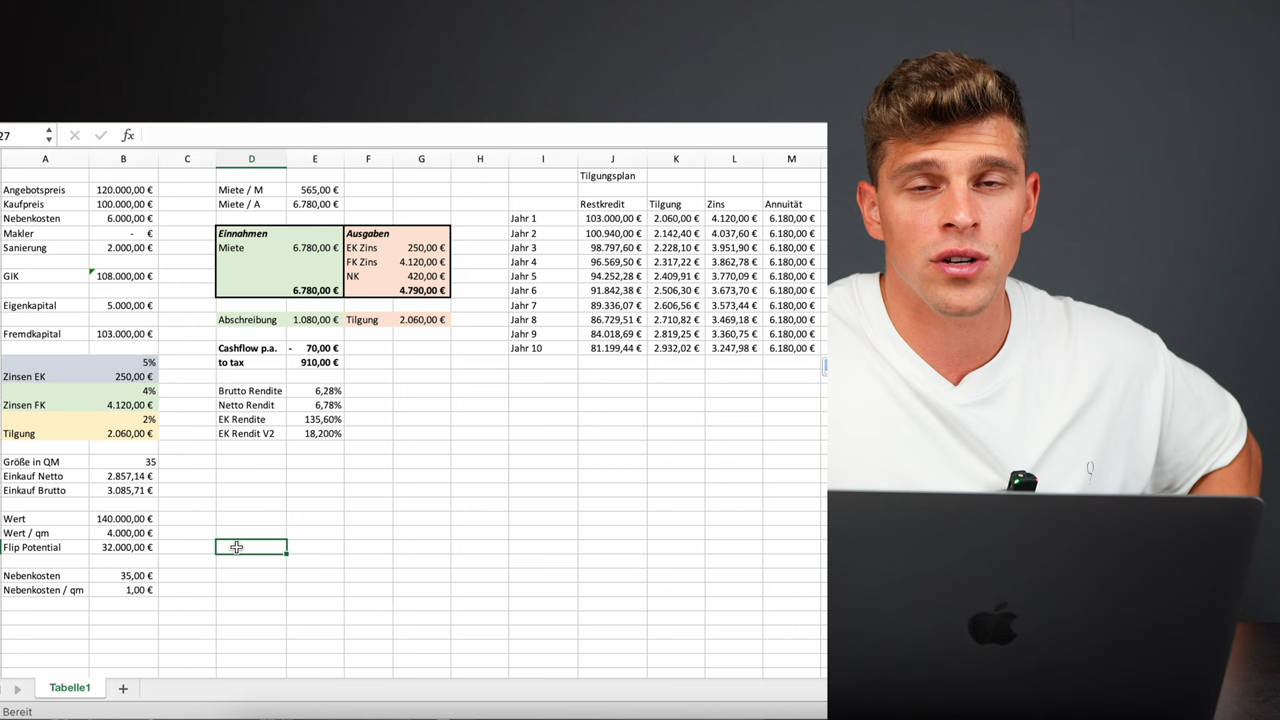 27 fx
A B C D E F G H I J K L M
Tilgungsplan
Angebotspreis 120.000,00 € Miete / M 565,00 €
Kaufpreis 100.000,00 € Miete / A 6.780,00 € Restkredit Tilgung Zins Annuität
Nebenkosten 6.000,00 € Jahr 1 103.000,00 € 2.060,00 € 4.120,00 € 6.180,00 €
Makler - € Einnahmen Ausgaben Jahr 2 100.940,00 € 2.142,40 € 4.037,60 € 6.180,00 €
Sanierung 2.000,00 € Miete 6.780,00 € EK Zins 250,00 € Jahr 3 98.797,60 € 2.228,10 € 3.951,90 € 6.180,00 €
FK Zins 4.120,00 € Jahr 4 96.569,50 € 2.317,22 € 3.862,78 € 6.180,00 €
GIK 108.000,00 € NK 420,00 € Jahr 5 94.252,28 € 2.409,91 € 3.770,09 € 6.180,00 €
6.780,00 € 4.790,00 € Jahr 6 91.842,38 € 2.506,30 € 3.673,70 € 6.180,00 €
Eigenkapital 5.000,00 € Jahr 7 89.336,07 € 2.606,56 € 3.573,44 € 6.180,00 €
Abschreibung 1.080,00 € Tilgung 2.060,00 € Jahr 8 86.729,51 € 2.710,82 € 3.469,18 € 6.180,00 €
Fremdkapital 103.000,00 € Jahr 9 84.018,69 € 2.819,25 € 3.360,75 € 6.180,00 €
Cashflow p.a. - 70,00 € Jahr 10 81.199,44 € 2.932,02 € 3.247,98 € 6.180,00 €
5% to tax 910,00 €
Zinsen EK 250,00 €
4% Brutto Rendite 6,28%
Zinsen FK 4.120,00 € Netto Rendit 6,78%
2% EK Rendite 135,60%
Tilgung 2.060,00 € EK Rendit V2 18,200%
Größe in QM 35
Einkauf Netto 2.857,14 €
Einkauf Brutto 3.085,71 €
Wert 140.000,00 €
Wert / qm 4.000,00 €
Flip Potential 32.000,00 €
Nebenkosten 35,00 €
Nebenkosten / qm 1,00 €
Tabelle1 +
Bereit